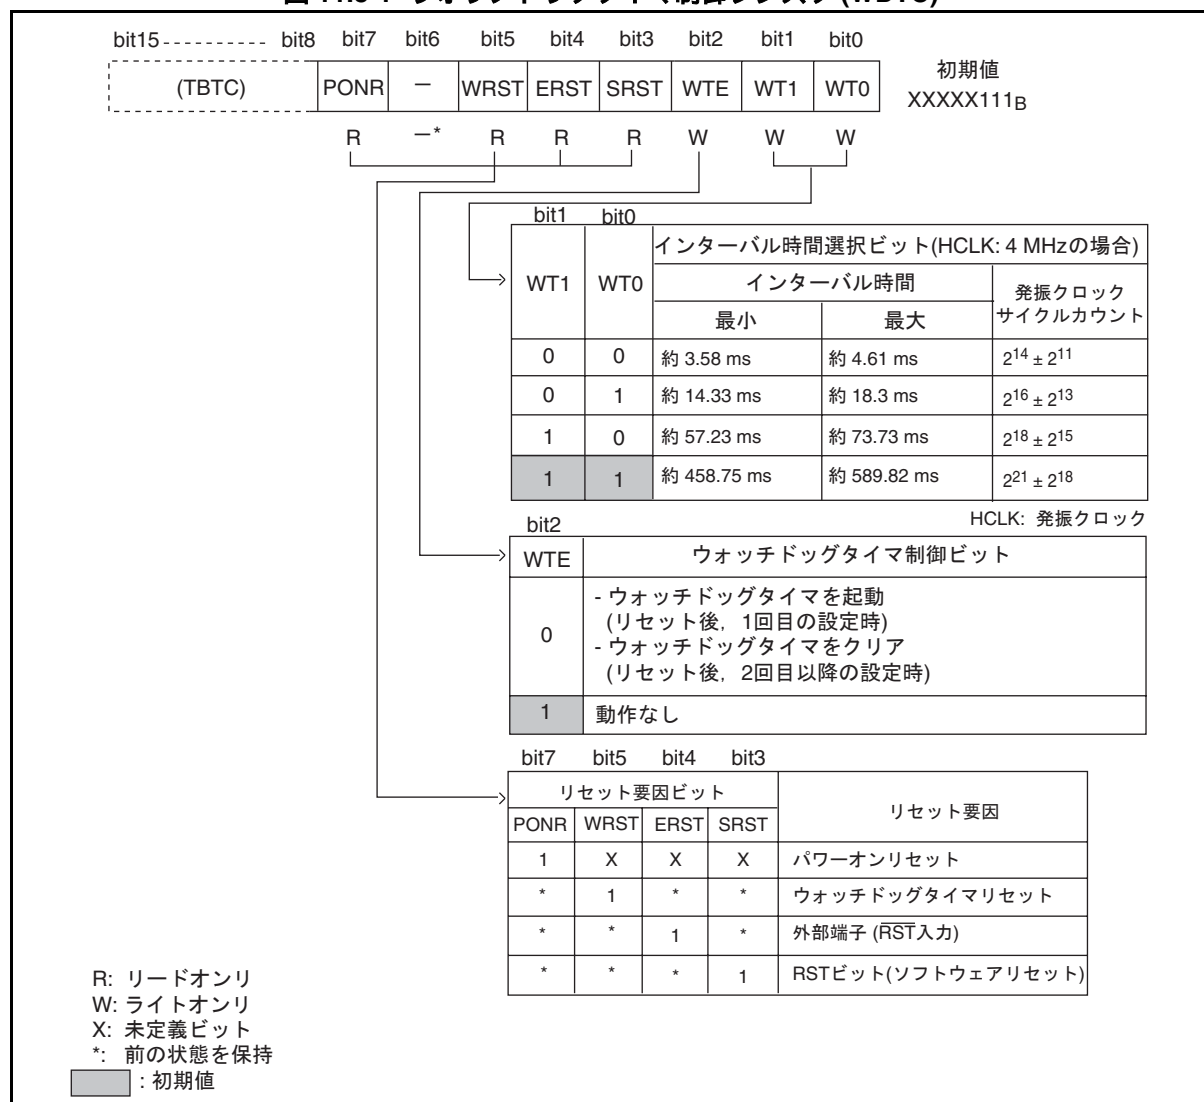 bit15 bit8 bit7 bit6 bit5 bit4 bit3 bit2 bit1 bit0
(TBTC) PONR － WRST ERST SRST WTE WT1 WT0
初期値
XXXXX111B
R －* R R R W W W
bit1 bit0
WT1 WT0 インターバル時間選択ビット(HCLK: 4 MHzの場合)
インターバル時間 発振クロック
サイクルカウント
最小 最大
0 0 約 3.58 ms 約 4.61 ms 2^14 ± 2^11
0 1 約 14.33 ms 約 18.3 ms 2^16 ± 2^13
1 0 約 57.23 ms 約 73.73 ms 2^18 ± 2^15
1 1 約 458.75 ms 約 589.82 ms 2^21 ± 2^18
HCLK: 発振クロック
bit2
WTE ウォッチドッグタイマ制御ビット
0 - ウォッチドッグタイマを起動
(リセット後, 1回目の設定時)
- ウォッチドッグタイマをクリア
(リセット後, 2回目以降の設定時)
1 動作なし
bit7 bit5 bit4 bit3
リセット要因ビット リセット要因
PONR WRST ERST SRST
1 X X X パワーオンリセット
* 1 * * ウォッチドッグタイマリセット
* * 1 * 外部端子 (R̅S̅T̅入力)
* * * 1 RSTビット(ソフトウェアリセット)
R: リードオンリ
W: ライトオンリ
X: 未定義ビット
*: 前の状態を保持
: 初期値